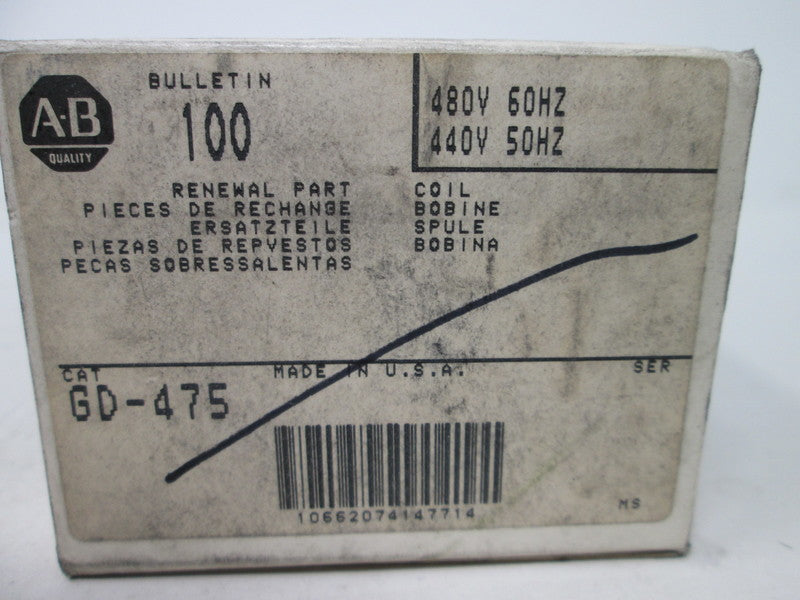 A-B
QUALITY
BULLETIN
100
480V 60HZ
440V 50HZ
RENEWAL PART COIL
PIECES DE RECHANGE BOBINE
ERSATZTEILE SPULE
PIEZAS DE REPVESTOS BOBINA
PECAS SOBRESSALENTAS
CAT MADE IN U.S.A. SER
GD-475
10662074147714
MS